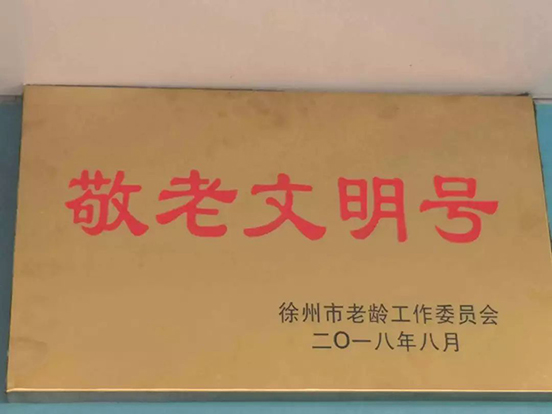 敬老文明号
徐州市老龄工作委员会
二〇一八年八月